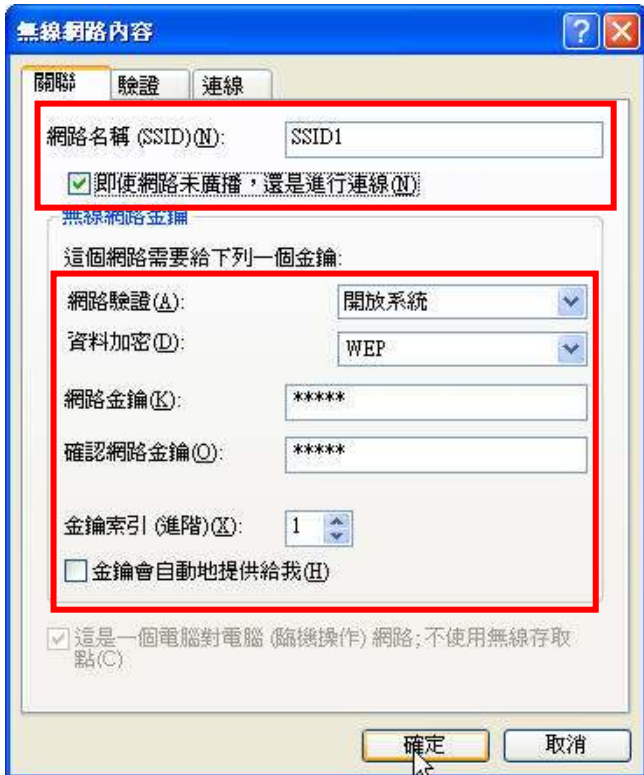 無線網路內容
關聯 驗證 連線
網路名稱 (SSID)(N): SSID1
即使網路未廣播，還是進行連線(N)
無線網路金鑰
這個網路需要給下列一個金鑰:
網路驗證(A): 開放系統
資料加密(D): WEP
網路金鑰(K): *****
確認網路金鑰(O): *****
金鑰索引 (進階)(X): 1
金鑰會自動地提供給我(H)
這是一個電腦對電腦 (臨機操作) 網路;不使用無線存取
點(C)
確定 取消